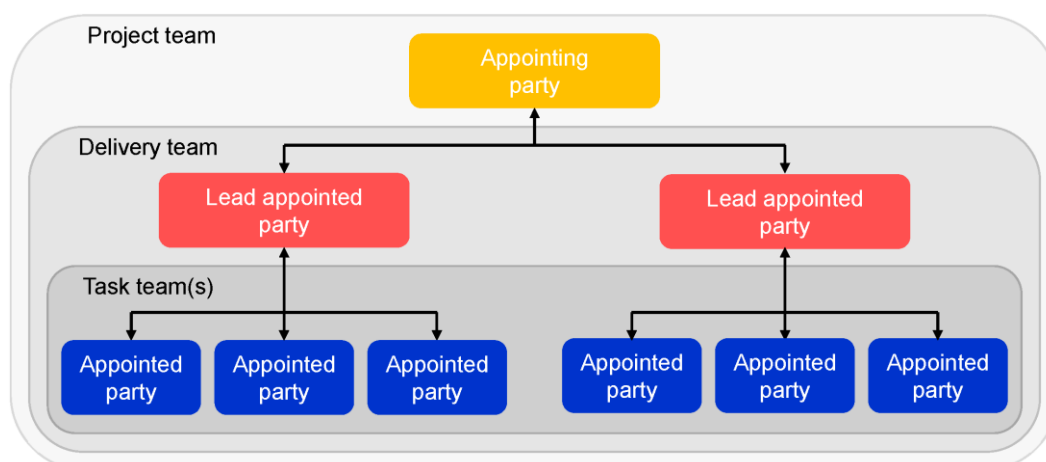 Project team
Appointing
party
Delivery team
Lead appointed
party
Lead appointed
party
Task team(s)
Appointed
party
Appointed
party
Appointed
party
Appointed
party
Appointed
party
Appointed
party